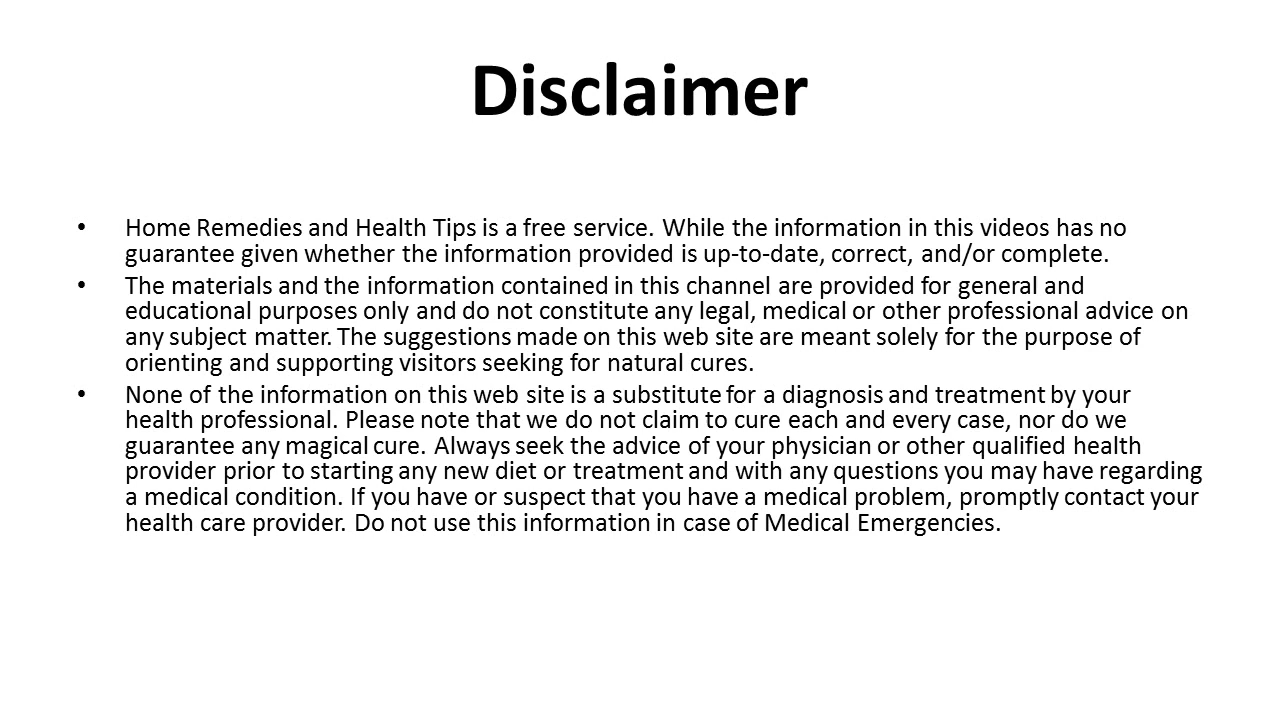 Disclaimer
• Home Remedies and Health Tips is a free service. While the information in this videos has no
guarantee given whether the information provided is up-to-date, correct, and/or complete.
• The materials and the information contained in this channel are provided for general and
educational purposes only and do not constitute any legal, medical or other professional advice on
any subject matter. The suggestions made on this web site are meant solely for the purpose of
orienting and supporting visitors seeking for natural cures.
• None of the information on this web site is a substitute for a diagnosis and treatment by your
health professional. Please note that we do not claim to cure each and every case, nor do we
guarantee any magical cure. Always seek the advice of your physician or other qualified health
provider prior to starting any new diet or treatment and with any questions you may have regarding
a medical condition. If you have or suspect that you have a medical problem, promptly contact your
health care provider. Do not use this information in case of Medical Emergencies.